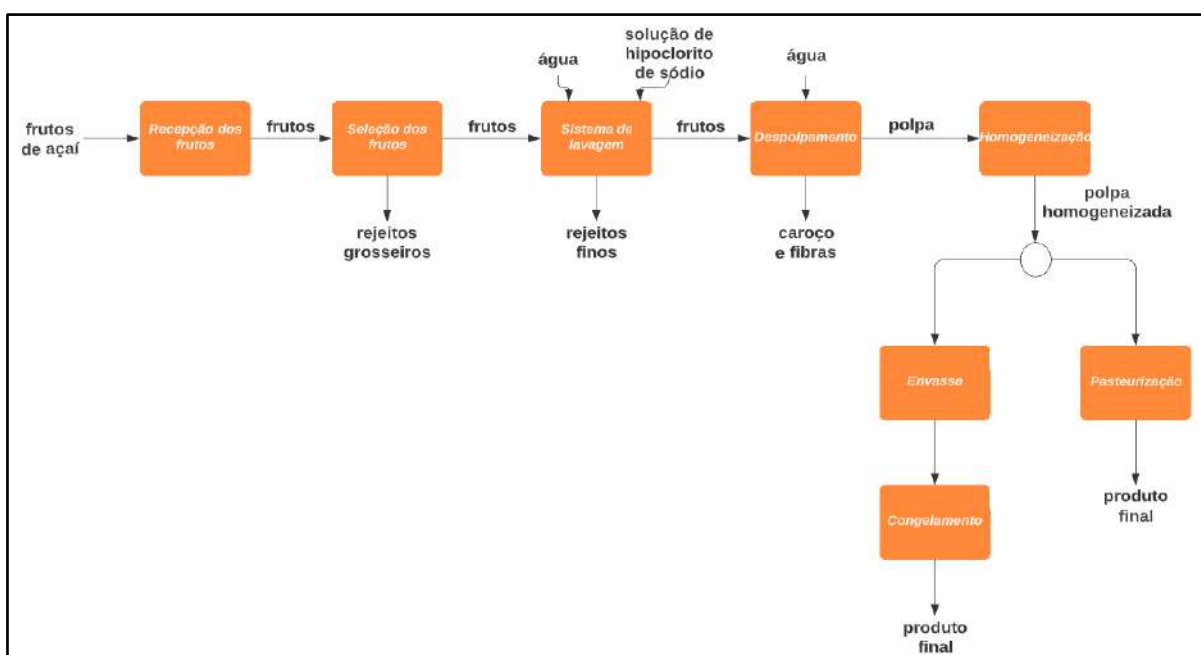 solução de
hipoclorito
de sódio
água
água
frutos
de açaí
Recepção dos
frutos
frutos
Seleção dos
frutos
frutos
Sistema de
lavagem
frutos
Despolpamento
polpa
Homogeneização
rejeitos
grosseiros
rejeitos
finos
caroço
e fibras
polpa
homogeneizada
Envasse
Pasteurização
Congelamento
produto
final
produto
final